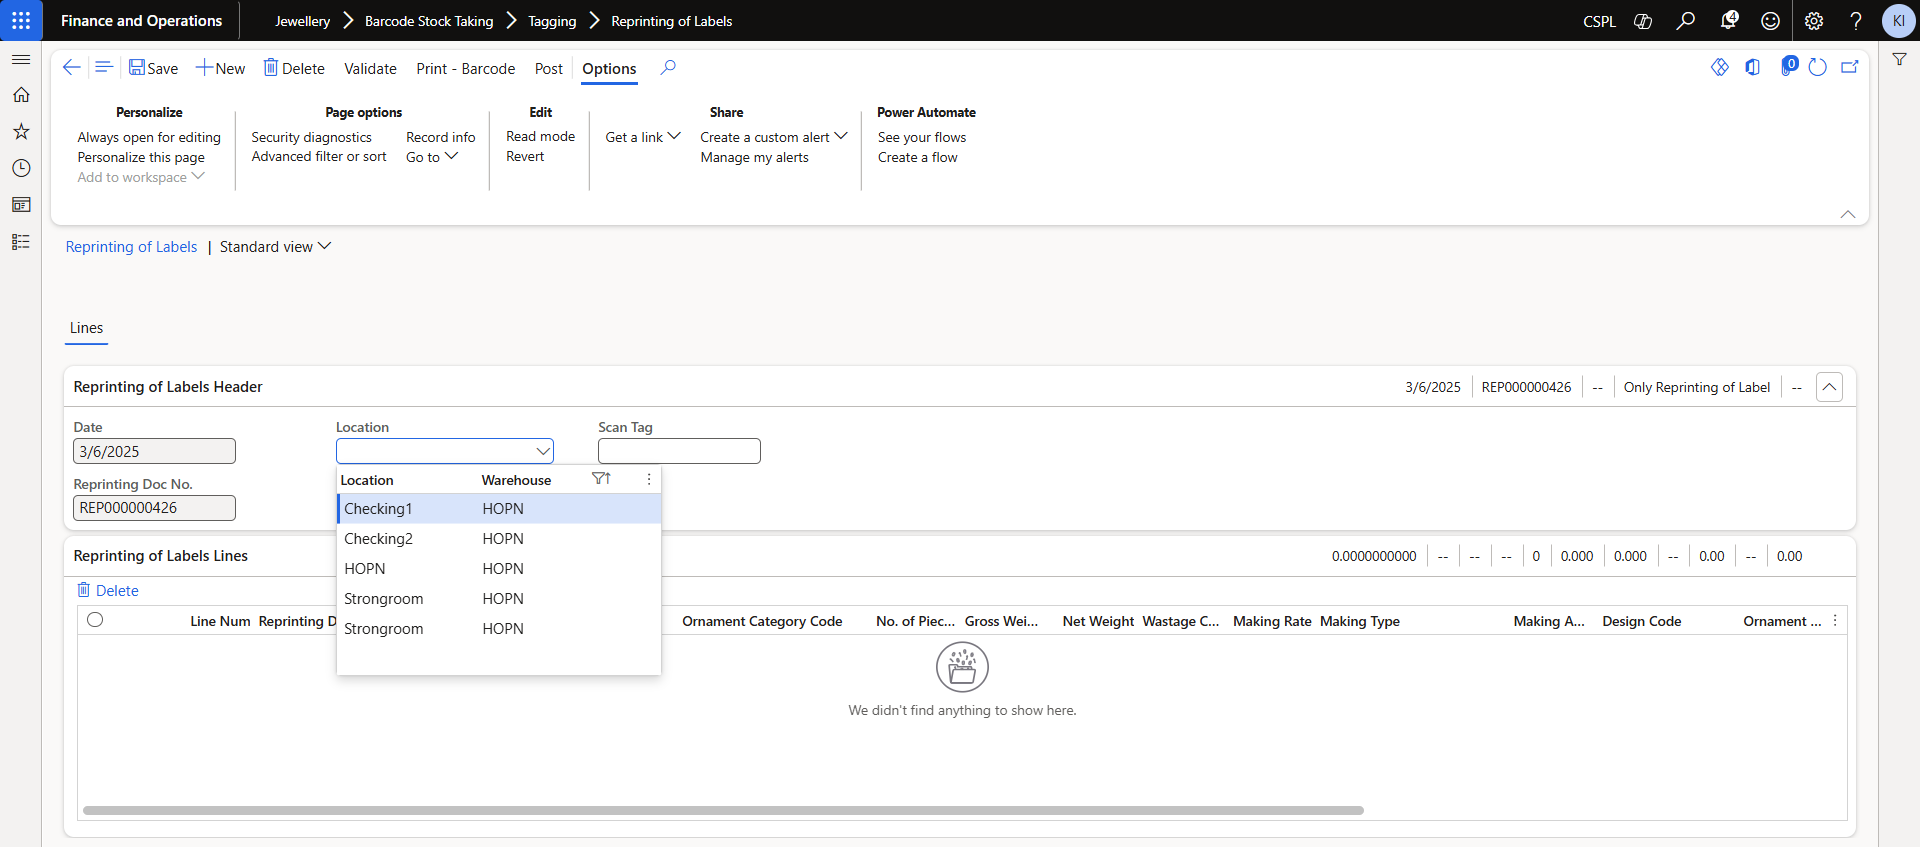 Finance and Operations
Jewellery > Barcode Stock Taking > Tagging > Reprinting of Labels
CSPL 4 ? KI
Save New Delete Validate Print - Barcode Post Options 0
Personalize Page options Edit Share Power Automate
Always open for editing Security diagnostics Record info Read mode Get a link Create a custom alert See your flows
Personalize this page Advanced filter or sort Go to Revert Manage my alerts Create a flow
Add to workspace
Reprinting of Labels | Standard view
Lines
Reprinting of Labels Header 3/6/2025 REP000000426 -- Only Reprinting of Label --
Date Location Scan Tag
3/6/2025
Location Warehouse
Reprinting Doc No.
REP000000426
Checking1 HOPN
Checking2 HOPN
HOPN HOPN
Strongroom HOPN
Strongroom HOPN
Reprinting of Labels Lines 0.0000000000 -- -- -- 0 0.000 0.000 -- 0.00 -- 0.00
Delete
Line Num Reprinting D Ornament Category Code No. of Piec... Gross Wei... Net Weight Wastage C... Making Rate Making Type Making A... Design Code Ornament ...
We didn't find anything to show here.